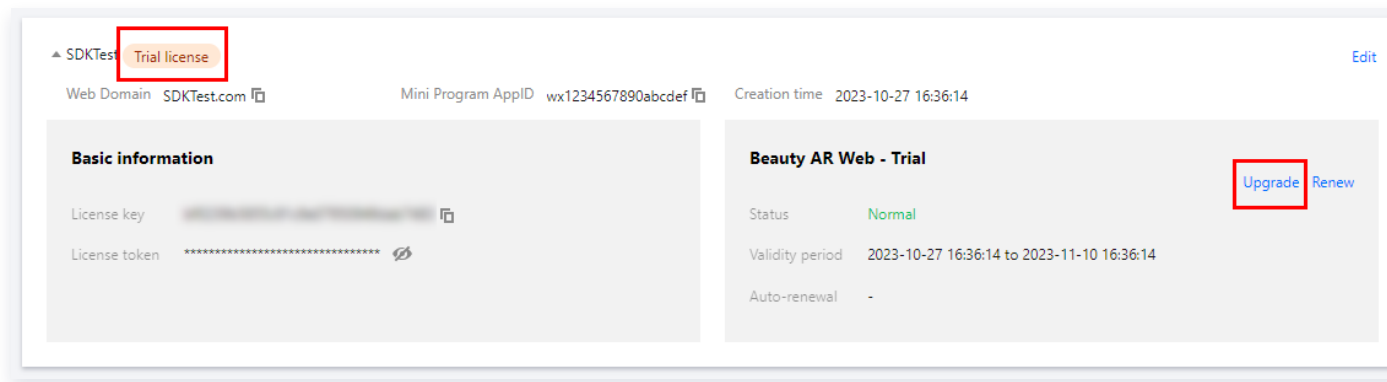 SDKTest Trial license Edit
Web Domain SDKTest.com Mini Program AppID wx1234567890abcdef Creation time 2023-10-27 16:36:14
Basic information
License key
License token ********************************
Beauty AR Web - Trial
Upgrade Renew
Status Normal
Validity period 2023-10-27 16:36:14 to 2023-11-10 16:36:14
Auto-renewal -